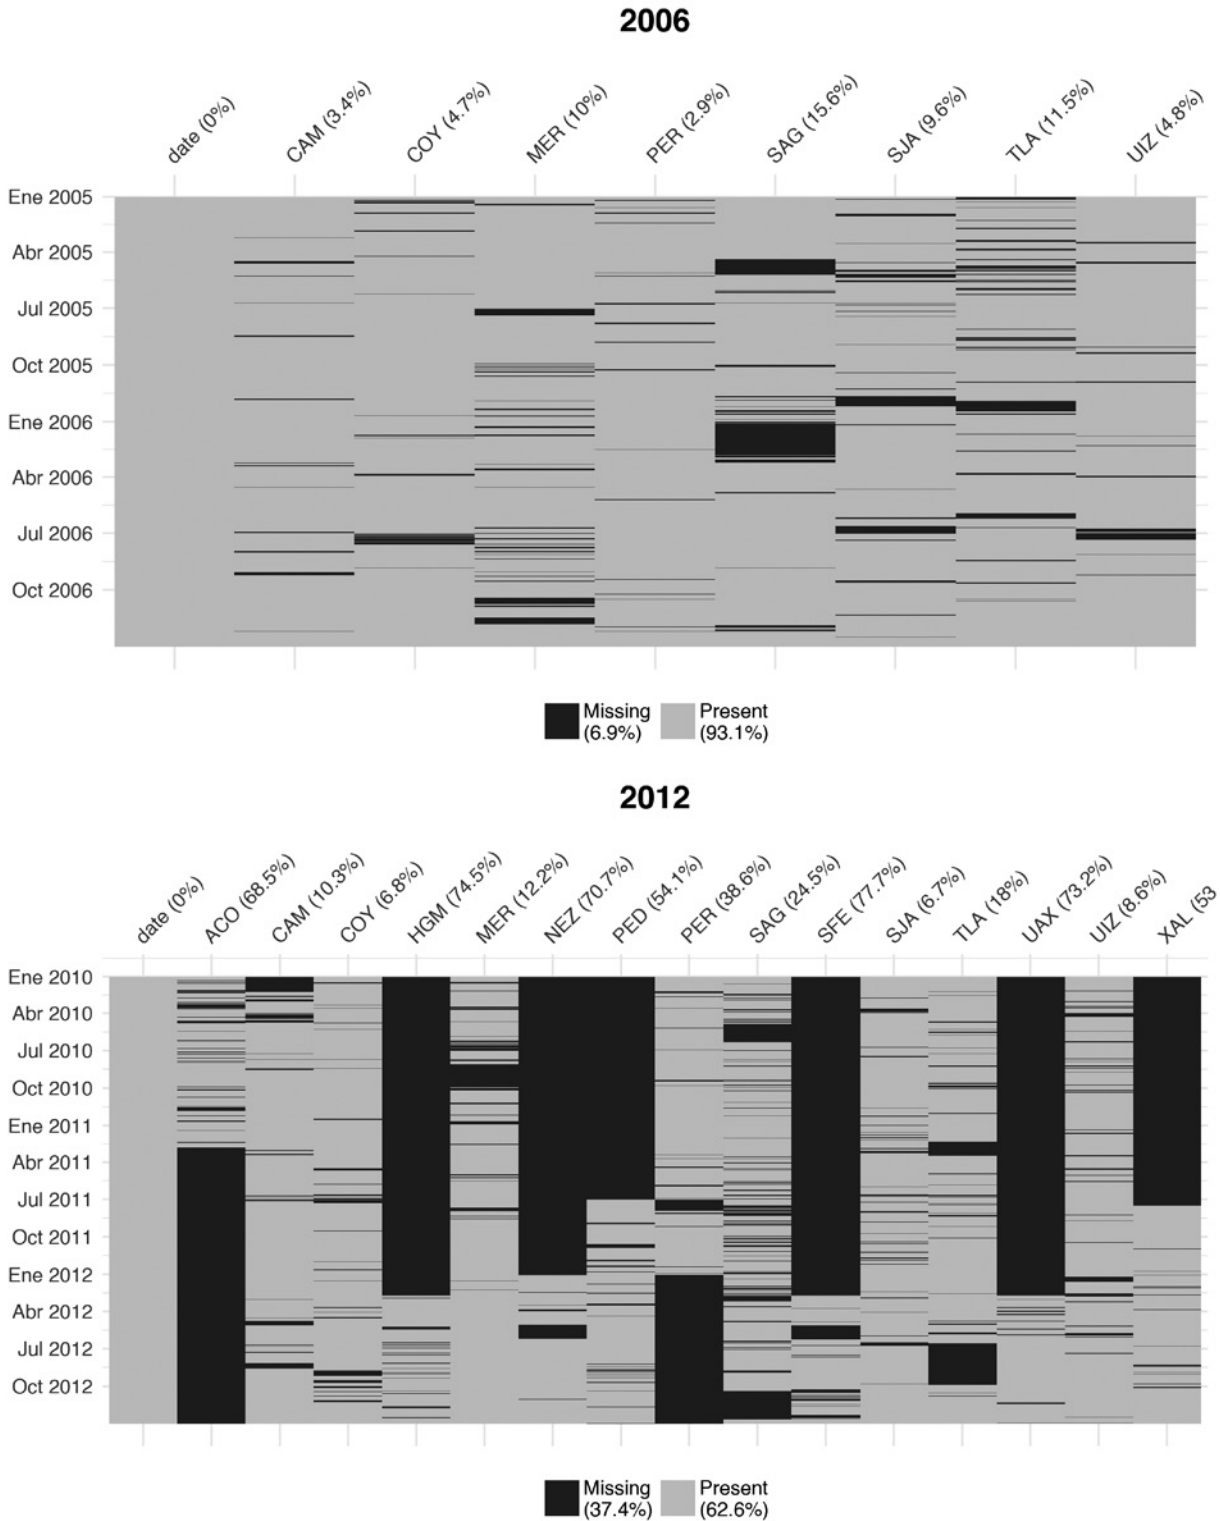 2006
date (0%)
CAM (3.4%)
COY (4.7%)
MER (10%)
PER (2.9%)
SAG (15.6%)
SJA (9.6%)
TLA (11.5%)
UIZ (4.8%)
Ene 2005
Abr 2005
Jul 2005
Oct 2005
Ene 2006
Abr 2006
Jul 2006
Oct 2006
Missing
(6.9%)
Present
(93.1%)
2012
date (0%)
ACO (68.5%)
CAM (10.3%)
COY (6.8%)
HGM (74.5%)
MER (12.2%)
NEZ (70.7%)
PED (54.1%)
PER (38.6%)
SAG (24.5%)
SFE (77.7%)
SJA (6.7%)
TLA (18%)
UAX (73.2%)
UIZ (8.6%)
XAL (53
Ene 2010
Abr 2010
Jul 2010
Oct 2010
Ene 2011
Abr 2011
Jul 2011
Oct 2011
Ene 2012
Abr 2012
Jul 2012
Oct 2012
Missing
(37.4%)
Present
(62.6%)